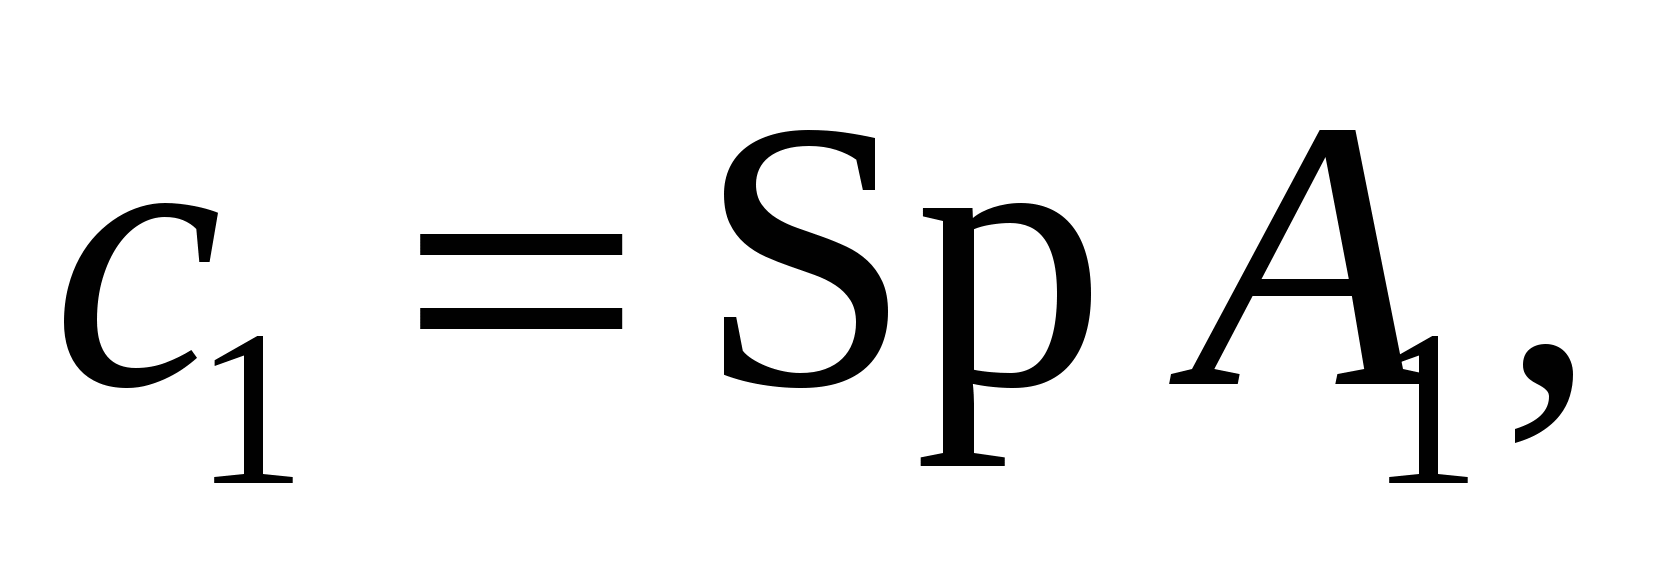 c₁ = Sp A₁,